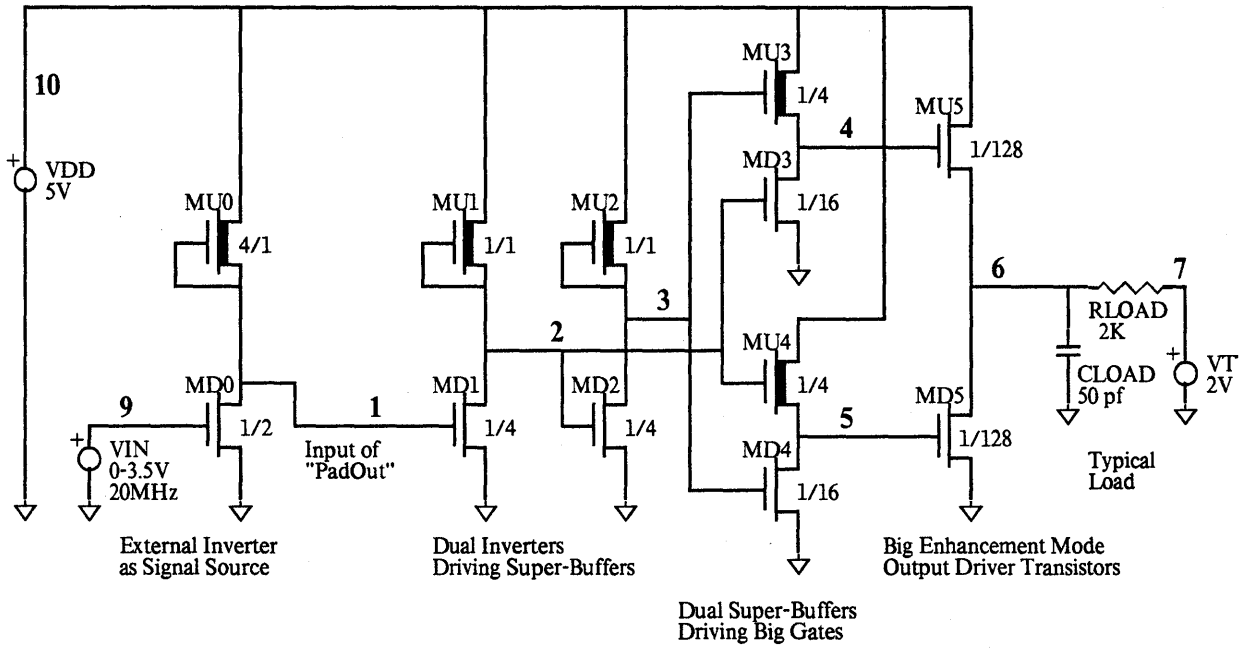 10
VDD
5V
MU0
4/1
MU1
1/1
MU2
1/1
MU3
1/4
4
MD3
1/16
MU5
1/128
6
7
RLOAD
2K
VT
2V
CLOAD
50 pf
3
2
MU4
1/4
5
MD4
1/16
MD5
1/128
9
MD0
1/2
1
MD1
1/4
MD2
1/4
VIN
0-3.5V
20MHz
Input of
"PadOut"
Typical
Load
External Inverter
as Signal Source
Dual Inverters
Driving Super-Buffers
Big Enhancement Mode
Output Driver Transistors
Dual Super-Buffers
Driving Big Gates